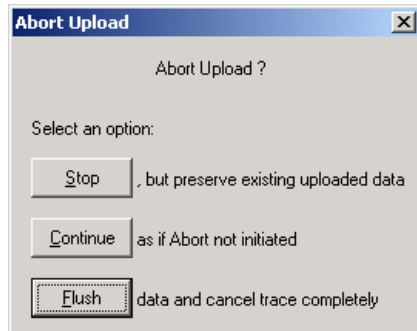 Abort Upload
Abort Upload ?
Select an option:
Stop , but preserve existing uploaded data
Continue as if Abort not initiated
Flush data and cancel trace completely